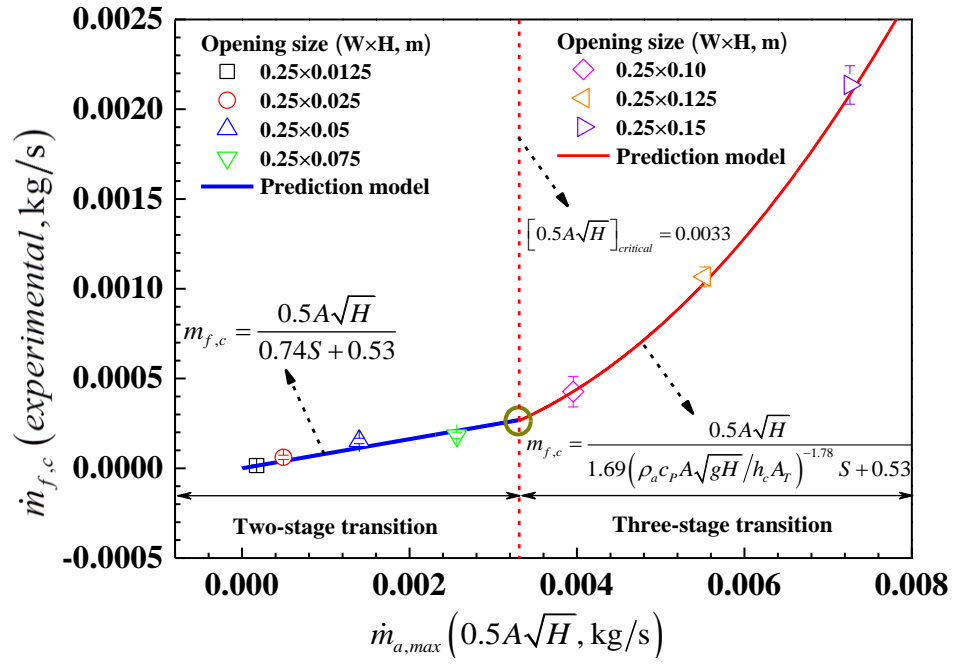 0.0025
0.0020
0.0015
0.0010
0.0005
0.0000
-0.0005
ṁ_{f,c} (experimental, kg/s)
Opening size (W×H, m)
0.25×0.0125
0.25×0.025
0.25×0.05
0.25×0.075
Prediction model
Opening size (W×H, m)
0.25×0.10
0.25×0.125
0.25×0.15
Prediction model
[0.5A√H]_{critical} = 0.0033
m_{f,c} = 0.5A√H / (0.74S + 0.53)
m_{f,c} = 0.5A√H / (1.69(ρ_a c_P A√(gH)/h_c A_T)^{-1.78} S + 0.53)
Two-stage transition
Three-stage transition
0.000 0.002 0.004 0.006 0.008
ṁ_{a,max} (0.5A√H, kg/s)